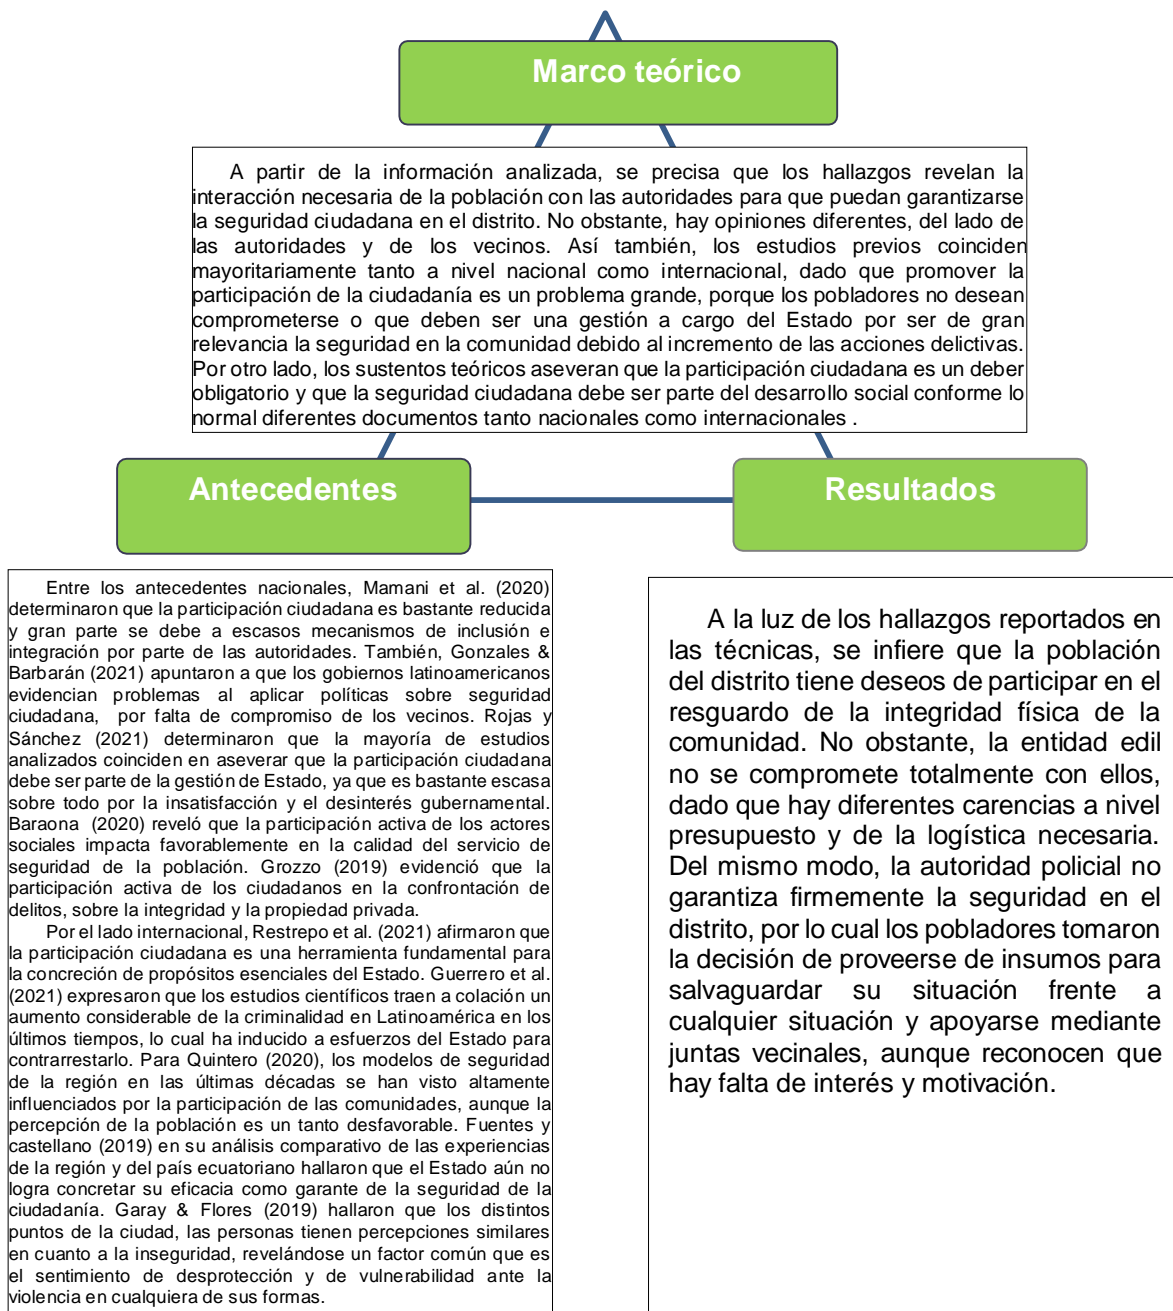 Marco teórico
A partir de la información analizada, se precisa que los hallazgos revelan la
interacción necesaria de la población con las autoridades para que puedan garantizarse
la seguridad ciudadana en el distrito. No obstante, hay opiniones diferentes, del lado de
las autoridades y de los vecinos. Así también, los estudios previos coinciden
mayoritariamente tanto a nivel nacional como internacional, dado que promover la
participación de la ciudadanía es un problema grande, porque los pobladores no desean
comprometerse o que deben ser una gestión a cargo del Estado por ser de gran
relevancia la seguridad en la comunidad debido al incremento de las acciones delictivas.
Por otro lado, los sustentos teóricos aseveran que la participación ciudadana es un deber
obligatorio y que la seguridad ciudadana debe ser parte del desarrollo social conforme lo
normal diferentes documentos tanto nacionales como internacionales .
Antecedentes
Resultados
Entre los antecedentes nacionales, Mamani et al. (2020)
determinaron que la participación ciudadana es bastante reducida
y gran parte se debe a escasos mecanismos de inclusión e
integración por parte de las autoridades. También, Gonzales &
Barbarán (2021) apuntaron a que los gobiernos latinoamericanos
evidencian problemas al aplicar políticas sobre seguridad
ciudadana, por falta de compromiso de los vecinos. Rojas y
Sánchez (2021) determinaron que la mayoría de estudios
analizados coinciden en aseverar que la participación ciudadana
debe ser parte de la gestión de Estado, ya que es bastante escasa
sobre todo por la insatisfacción y el desinterés gubernamental.
Baraona (2020) reveló que la participación activa de los actores
sociales impacta favorablemente en la calidad del servicio de
seguridad de la población. Grozzo (2019) evidenció que la
participación activa de los ciudadanos en la confrontación de
delitos, sobre la integridad y la propiedad privada.
Por el lado internacional, Restrepo et al. (2021) afirmaron que
la participación ciudadana es una herramienta fundamental para
la concreción de propósitos esenciales del Estado. Guerrero et al.
(2021) expresaron que los estudios científicos traen a colación un
aumento considerable de la criminalidad en Latinoamérica en los
últimos tiempos, lo cual ha inducido a esfuerzos del Estado para
contrarrestarlo. Para Quintero (2020), los modelos de seguridad
de la región en las últimas décadas se han visto altamente
influenciados por la participación de las comunidades, aunque la
percepción de la población es un tanto desfavorable. Fuentes y
castellano (2019) en su análisis comparativo de las experiencias
de la región y del país ecuatoriano hallaron que el Estado aún no
logra concretar su eficacia como garante de la seguridad de la
ciudadanía. Garay & Flores (2019) hallaron que los distintos
puntos de la ciudad, las personas tienen percepciones similares
en cuanto a la inseguridad, revelándose un factor común que es
el sentimiento de desprotección y de vulnerabilidad ante la
violencia en cualquiera de sus formas.
A la luz de los hallazgos reportados en
las técnicas, se infiere que la población
del distrito tiene deseos de participar en el
resguardo de la integridad física de la
comunidad. No obstante, la entidad edil
no se compromete totalmente con ellos,
dado que hay diferentes carencias a nivel
presupuesto y de la logística necesaria.
Del mismo modo, la autoridad policial no
garantiza firmemente la seguridad en el
distrito, por lo cual los pobladores tomaron
la decisión de proveerse de insumos para
salvaguardar su situación frente a
cualquier situación y apoyarse mediante
juntas vecinales, aunque reconocen que
hay falta de interés y motivación.